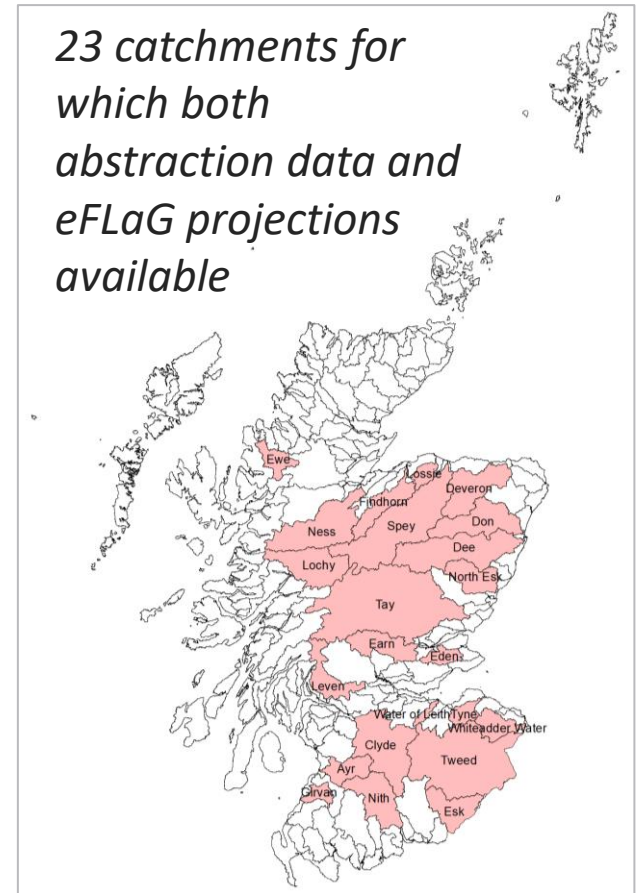 23 catchments for
which both
abstraction data and
eFLaG projections
available
Ewe
Lossie
Deveron
Findhorn
Spey
Ness
Don
Dee
Lochy
North Esk
Tay
Earn
Eden
Leven
Water of Leith
Tyne
Whiteadder Water
Clyde
Tweed
Ayr
Girvan
Nith
Esk